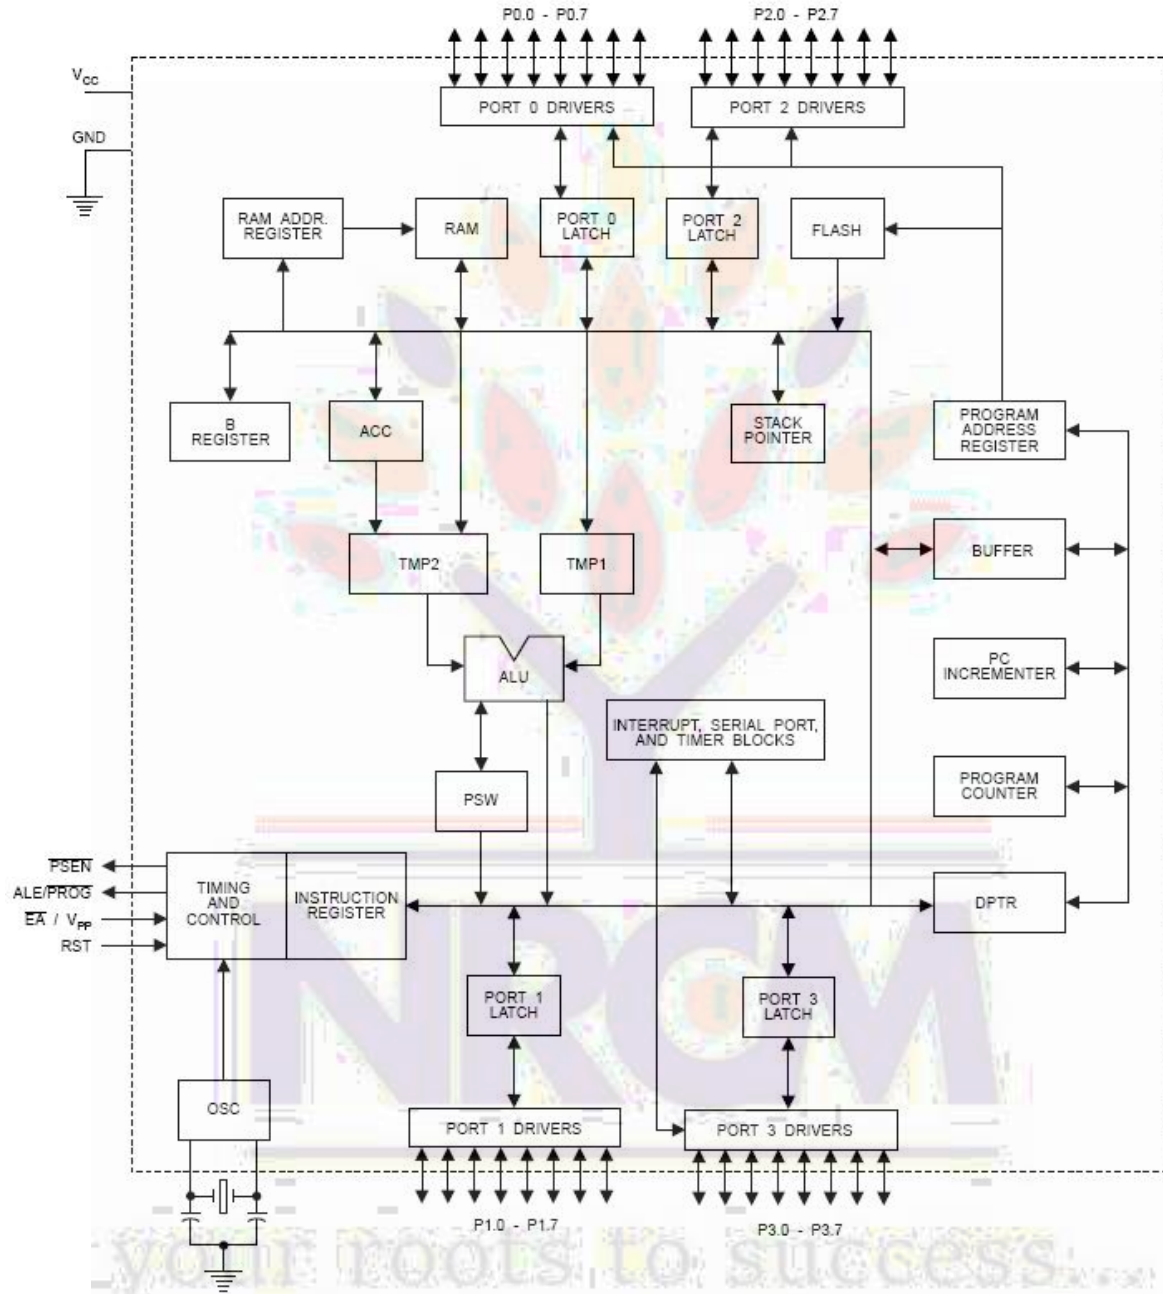 P0.0 - P0.7
P2.0 - P2.7
VCC
GND
PORT 0 DRIVERS
PORT 2 DRIVERS
RAM ADDR.
REGISTER
RAM
PORT 0
LATCH
PORT 2
LATCH
FLASH
B
REGISTER
ACC
STACK
POINTER
PROGRAM
ADDRESS
REGISTER
TMP2
TMP1
BUFFER
ALU
PC
INCREMENTER
INTERRUPT, SERIAL PORT,
AND TIMER BLOCKS
PSW
PROGRAM
COUNTER
PSEN
ALE/PROG
EA / VPP
RST
TIMING
AND
CONTROL
INSTRUCTION
REGISTER
DPTR
NRCM
PORT 1
LATCH
PORT 3
LATCH
OSC
PORT 1 DRIVERS
PORT 3 DRIVERS
P1.0 - P1.7
P3.0 - P3.7
your roots to success...